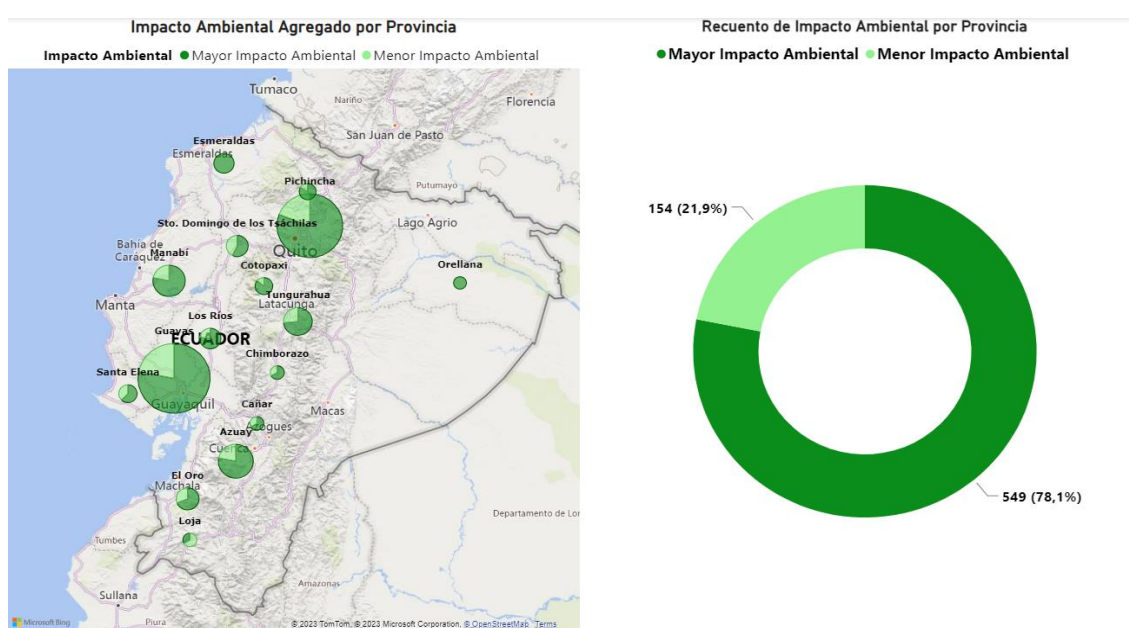 Impacto Ambiental Agregado por Provincia
Impacto Ambiental Mayor Impacto Ambiental Menor Impacto Ambiental
Tumaco
Nariño
Florencia
San Juan de Pasto
Esmeraldas
Esmeraldas
Pichincha
Putumayo
Sto. Domingo de los Tsáchilas
Lago Agrio
Bahía de
Caráquez
Manabí
Quito
Cotopaxi
Orellana
Tungurahua
Latacunga
Manta
Los Ríos
Guayas
ECUADOR
Chimborazo
Santa Elena
Guayaquil
Cañar
Macas
Azogues
Azuay
Cuenca
El Oro
Machala
Loja
Departamento de Lor
Tumbes
Amazonas
Sullana
Piura
Microsoft Bing
© 2023 TomTom, © 2023 Microsoft Corporation, © OpenStreetMap Terms
Recuento de Impacto Ambiental por Provincia
Mayor Impacto Ambiental Menor Impacto Ambiental
154 (21,9%)
549 (78,1%)